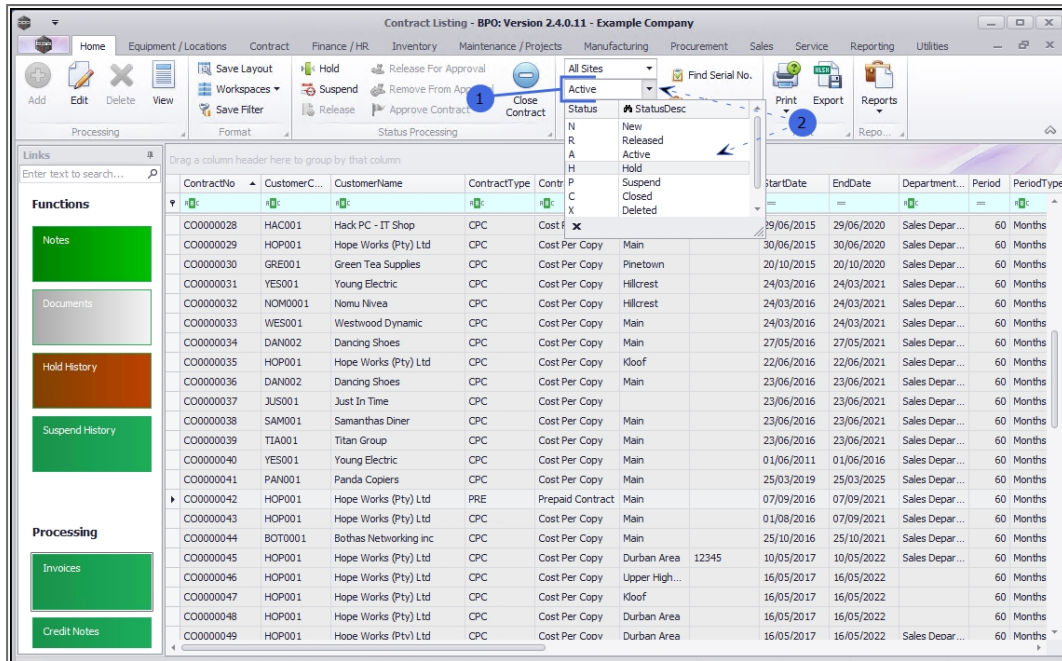 Contract Listing - BPO: Version 2.4.0.11 - Example Company
Home Equipment / Locations Contract Finance / HR Inventory Maintenance / Projects Manufacturing Procurement Sales Service Reporting Utilities
Save Layout Hold Release For Approval All Sites Find Serial No.
Workspaces Suspend Remove From App Active
Add Edit Delete View Save Filter Release Approve Contract Close Contract Print Export Reports
1
2
Processing Format Status Processing Repo...
Status StatusDesc
N New
R Released
A Active
H Hold
P Suspend
C Closed
X Deleted
Links
Enter text to search...
Functions
Notes
Documents
Hold History
Suspend History
Processing
Invoices
Credit Notes
Drag a column header here to group by that column
ContractNo CustomerC... CustomerName ContractType Contr StartDate EndDate Department... Period PeriodType
CO0000028 HAC001 Hack PC - IT Shop CPC Cost P 29/06/2015 29/06/2020 Sales Depar... 60 Months
CO0000029 HOP001 Hope Works (Pty) Ltd CPC Cost Per Copy Main 30/06/2015 30/06/2020 Sales Depar... 60 Months
CO0000030 GRE001 Green Tea Supplies CPC Cost Per Copy Pinetown 20/10/2015 20/10/2020 Sales Depar... 60 Months
CO0000031 YES001 Young Electric CPC Cost Per Copy Hillcrest 24/03/2016 24/03/2021 Sales Depar... 60 Months
CO0000032 NOM0001 Nomu Nivea CPC Cost Per Copy Hillcrest 24/03/2016 24/03/2021 Sales Depar... 60 Months
CO0000033 WES001 Westwood Dynamic CPC Cost Per Copy Main 24/03/2016 24/03/2021 Sales Depar... 60 Months
CO0000034 DAN002 Dancing Shoes CPC Cost Per Copy Main 27/05/2016 27/05/2021 Sales Depar... 60 Months
CO0000035 HOP001 Hope Works (Pty) Ltd CPC Cost Per Copy Kloof 22/06/2016 22/06/2021 Sales Depar... 60 Months
CO0000036 DAN002 Dancing Shoes CPC Cost Per Copy Main 23/06/2016 23/06/2021 Sales Depar... 60 Months
CO0000037 JUS001 Just In Time CPC Cost Per Copy 23/06/2016 23/06/2021 Sales Depar... 60 Months
CO0000038 SAM001 Samanthas Diner CPC Cost Per Copy Main 23/06/2016 23/06/2021 Sales Depar... 60 Months
CO0000039 TIA001 Titan Group CPC Cost Per Copy Main 23/06/2016 23/06/2021 Sales Depar... 60 Months
CO0000040 YES001 Young Electric CPC Cost Per Copy Main 01/06/2011 01/06/2016 Sales Depar... 60 Months
CO0000041 PAN001 Panda Copiers CPC Cost Per Copy Main 25/03/2019 25/03/2025 Sales Depar... 60 Months
CO0000042 HOP001 Hope Works (Pty) Ltd PRE Prepaid Contract Main 07/09/2016 07/09/2021 Sales Depar... 60 Months
CO0000043 HOP001 Hope Works (Pty) Ltd CPC Cost Per Copy Main 01/08/2016 07/09/2021 Sales Depar... 60 Months
CO0000044 BOT0001 Bothas Networking inc CPC Cost Per Copy Main 25/10/2016 25/10/2021 Sales Depar... 60 Months
CO0000045 HOP001 Hope Works (Pty) Ltd CPC Cost Per Copy Durban Area 12345 10/05/2017 10/05/2022 Sales Depar... 60 Months
CO0000046 HOP001 Hope Works (Pty) Ltd CPC Cost Per Copy Upper High... 16/05/2017 16/05/2022 60 Months
CO0000047 HOP001 Hope Works (Pty) Ltd CPC Cost Per Copy Kloof 16/05/2017 16/05/2022 60 Months
CO0000048 HOP001 Hope Works (Pty) Ltd CPC Cost Per Copy Durban Area 16/05/2017 16/05/2022 60 Months
CO0000049 HOP001 Hope Works (Pty) Ltd CPC Cost Per Copy Main 16/05/2017 16/05/2022 Sales Depar... 60 Months